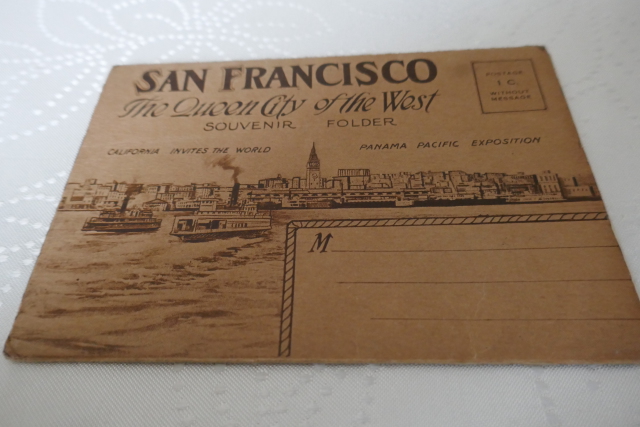 SAN FRANCISCO
The Queen City of the West
SOUVENIR FOLDER
CALIFORNIA INVITES THE WORLD
PANAMA PACIFIC EXPOSITION
POSTAGE
1 C.
WITHOUT
MESSAGE
M